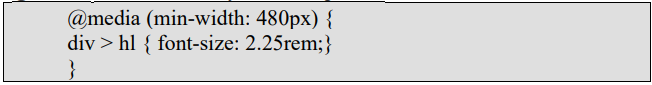 @media (min-width: 480px) {
div > hl { font-size: 2.25rem;}
}